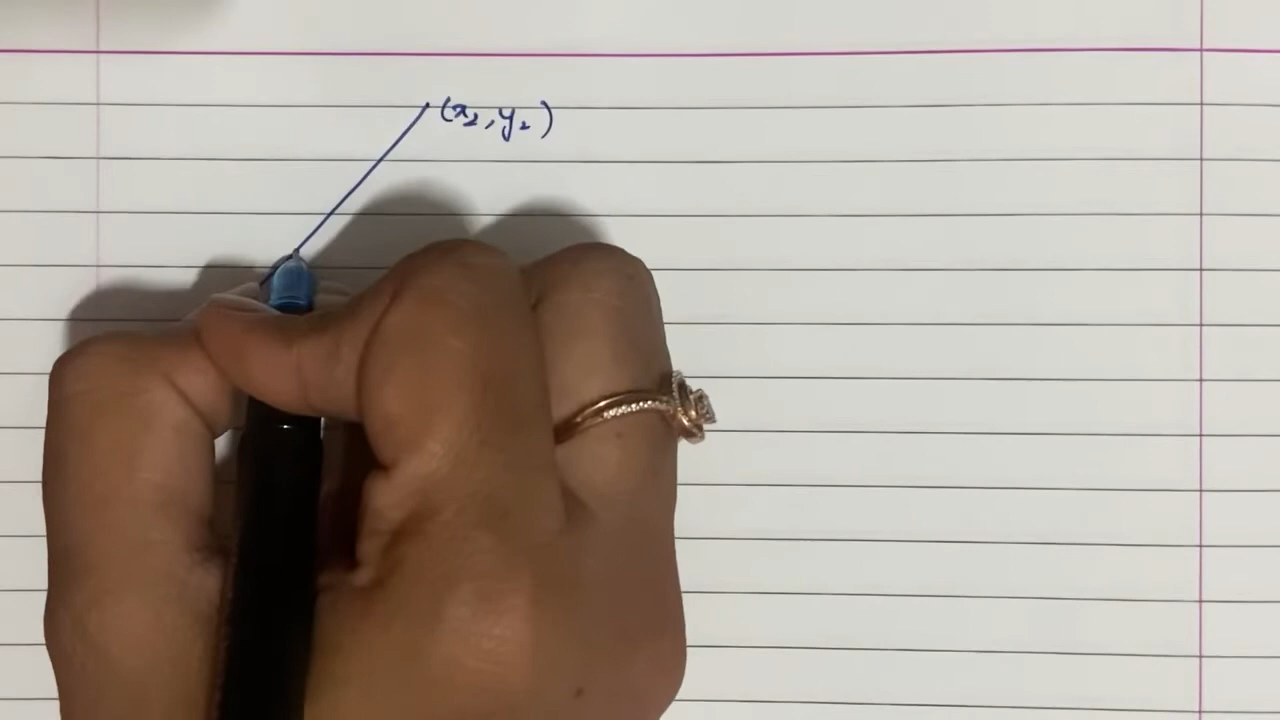 (x₂, y₂)